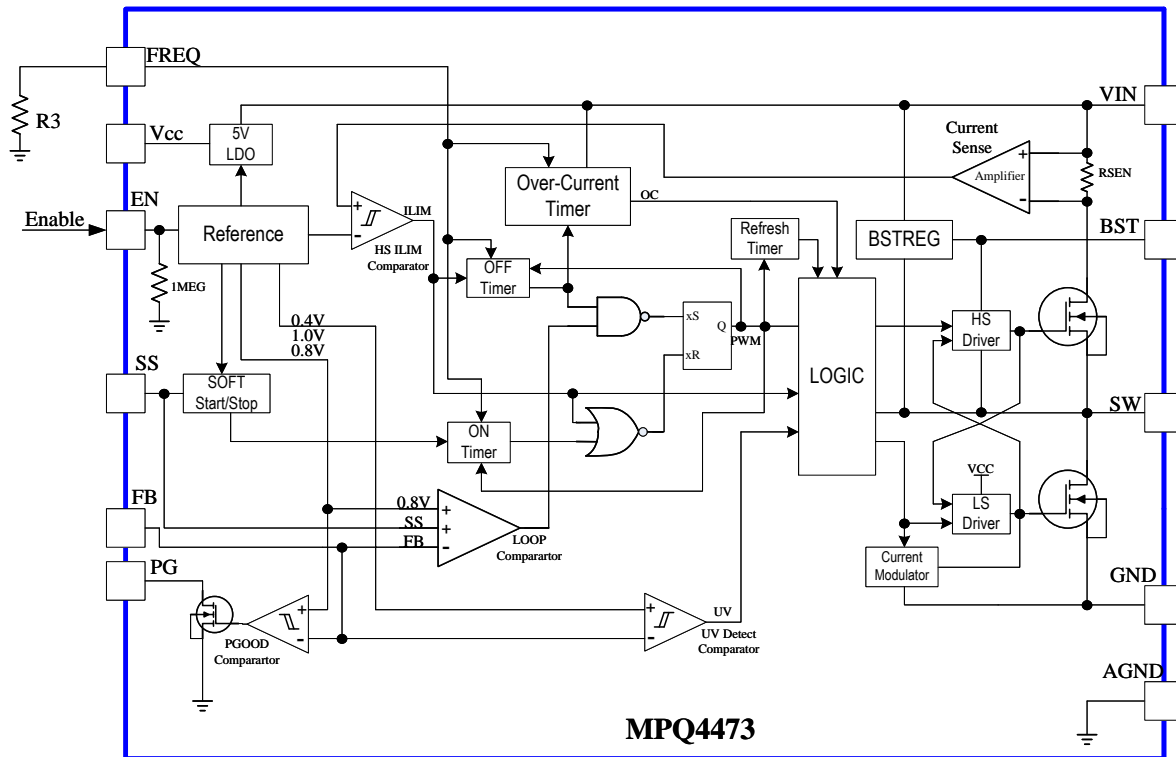 FREQ
VIN
R3
Vcc
5V
LDO
Current
Sense
+
Amplifier
-
RSEN
EN
Enable
Reference
+
-
ILIM
HS ILIM
Comparator
Over-Current
Timer
OC
Refresh
Timer
BSTREG
BST
1MEG
OFF
Timer
xS
Q
xR
PWM
LOGIC
HS
Driver
0.4V
1.0V
0.8V
SS
SOFT
Start/Stop
SW
ON
Timer
VCC
LS
Driver
FB
0.8V
+
SS
+
FB
-
LOOP
Comparartor
Current
Modulator
PG
GND
+
-
PGOOD
Comparartor
+
-
UV
UV Detect
Comparator
AGND
MPQ4473